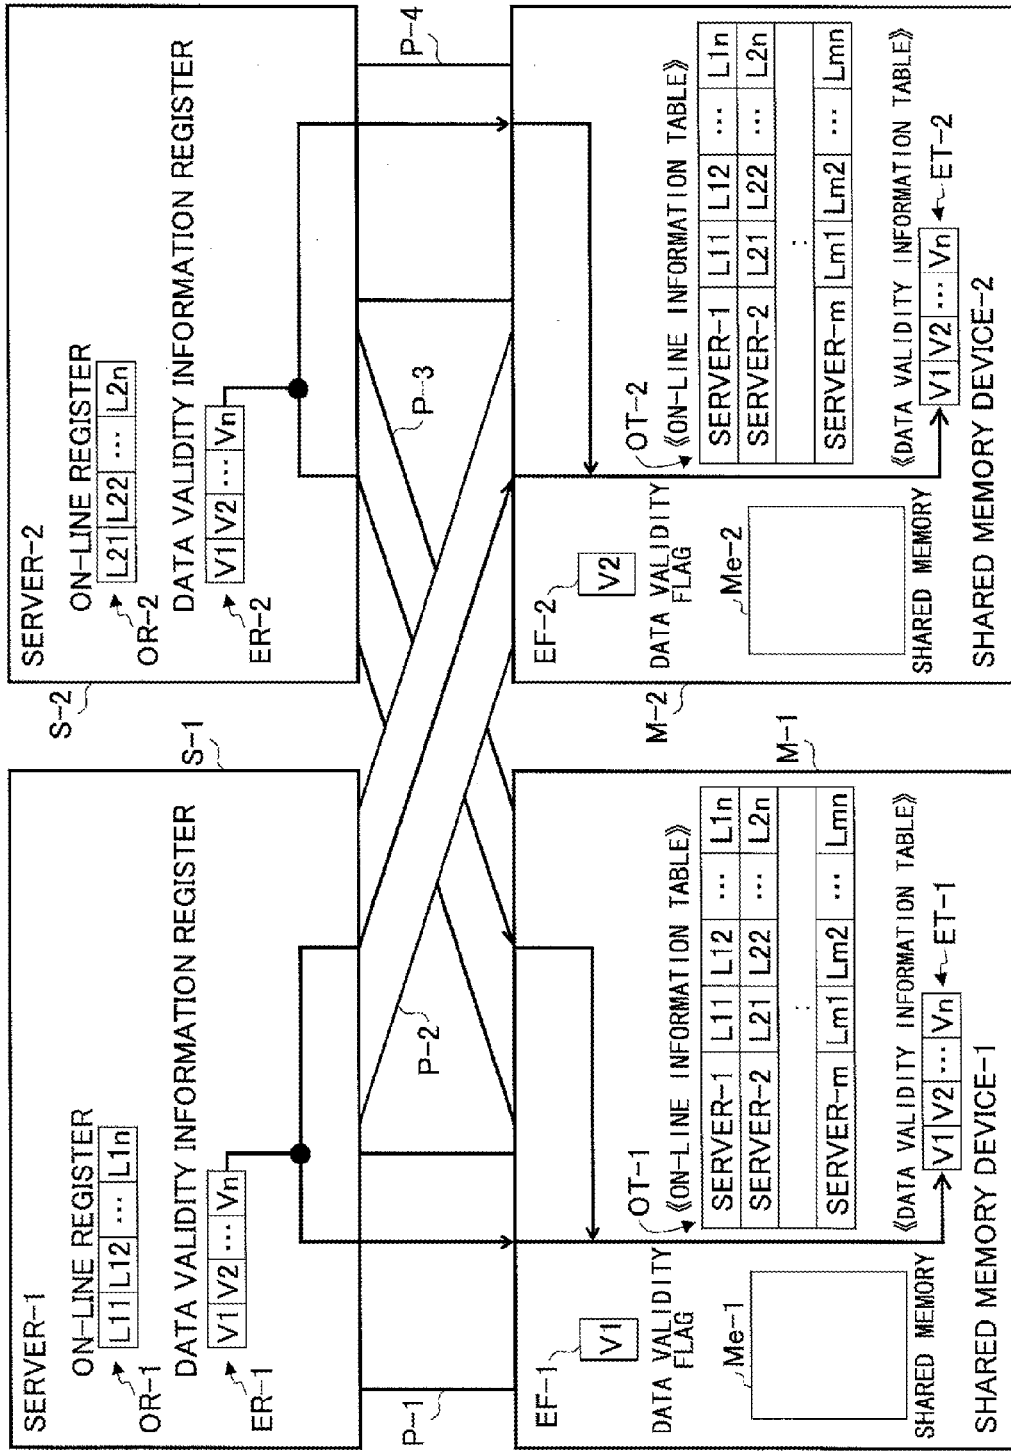 SERVER-1
ON-LINE REGISTER
L11 L12 ... L1n
OR-1
DATA VALIDITY INFORMATION REGISTER
V1 V2 ... Vn
ER-1
S-1
SERVER-2
ON-LINE REGISTER
L21 L22 ... L2n
OR-2
DATA VALIDITY INFORMATION REGISTER
V1 V2 ... Vn
ER-2
S-2
P-1
P-2
P-3
P-4
EF-1
V1
DATA VALIDITY
FLAG
OT-1
《ON-LINE INFORMATION TABLE》
SERVER-1 L11 L12 ... L1n
SERVER-2 L21 L22 ... L2n
:
SERVER-m Lm1 Lm2 ... Lmn
Me-1
SHARED MEMORY
《DATA VALIDITY INFORMATION TABLE》
V1 V2 ... Vn
ET-1
SHARED MEMORY DEVICE-1
M-1
M-2
EF-2
V2
DATA VALIDITY
FLAG
OT-2
《ON-LINE INFORMATION TABLE》
SERVER-1 L11 L12 ... L1n
SERVER-2 L21 L22 ... L2n
:
SERVER-m Lm1 Lm2 ... Lmn
Me-2
SHARED MEMORY
《DATA VALIDITY INFORMATION TABLE》
V1 V2 ... Vn
ET-2
SHARED MEMORY DEVICE-2